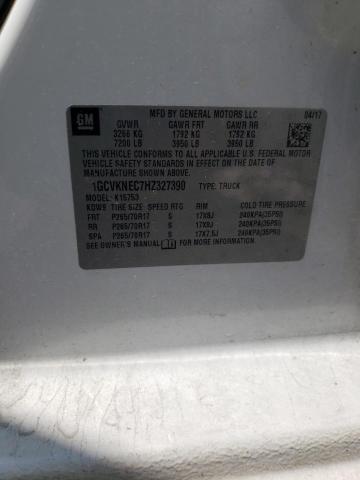 GM
MFD BY GENERAL MOTORS LLC
04/17
GVWR GAWR FRT GAWR RR
3266 KG 1792 KG 1792 KG
7200 LB 3950 LB 3950 LB
THIS VEHICLE CONFORMS TO ALL APPLICABLE U.S. FEDERAL MOTOR
VEHICLE SAFETY STANDARDS IN EFFECT ON THE DATE OF
MANUFACTURE SHOWN ABOVE.
1GCVKNEC7HZ327390 TYPE: TRUCK
MODEL: K15753
KDW9 TIRE SIZE SPEED RTG RIM COLD TIRE PRESSURE
FRT P265/70R17 S 17X8J 240KPA(35PSI)
RR P265/70R17 S 17X8J 240KPA(35PSI)
SPA P265/70R17 S 17X7.5J 240KPA(35PSI)
SEE OWNER'S MANUAL FOR ADDITIONAL INFORMATION.